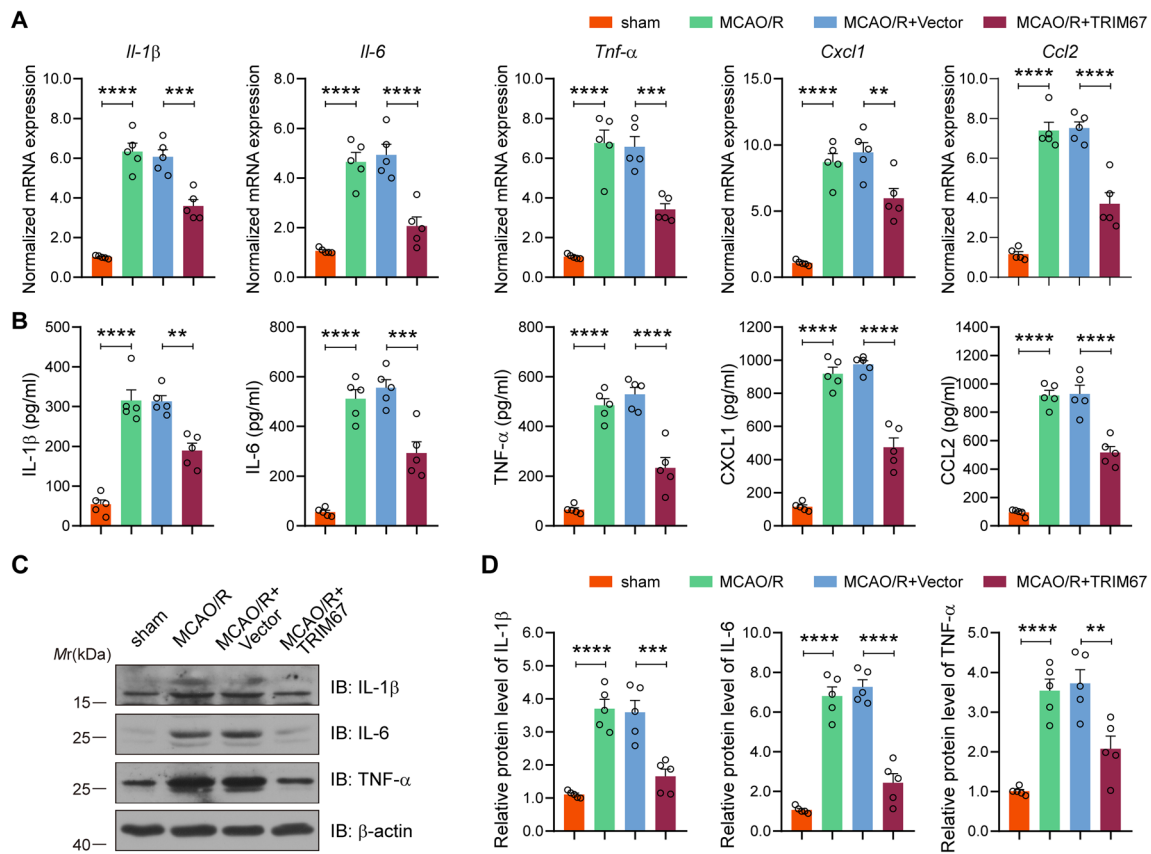 A
sham MCAO/R MCAO/R+Vector MCAO/R+TRIM67
Il-1β Il-6 Tnf-α Cxcl1 Ccl2
Normalized mRNA expression
10.0
8.0
6.0
4.0
2.0
0.0
**** ***
Normalized mRNA expression
8.0
6.0
4.0
2.0
0.0
**** ****
Normalized mRNA expression
10.0
8.0
6.0
4.0
2.0
0.0
**** ***
Normalized mRNA expression
15.0
10.0
5.0
0.0
**** **
Normalized mRNA expression
10.0
8.0
6.0
4.0
2.0
0.0
**** ****
B
IL-1β (pg/ml)
500
400
300
200
100
0
**** **
IL-6 (pg/ml)
800
600
400
200
0
**** ***
TNF-α (pg/ml)
800
600
400
200
0
**** ****
CXCL1 (pg/ml)
1200
1000
800
600
400
200
0
**** ****
CCL2 (pg/ml)
1400
1200
1000
800
600
400
200
0
**** ****
C
sham
MCAO/R
MCAO/R+
Vector
MCAO/R+
TRIM67
Mr(kDa)
15 IB: IL-1β
25 IB: IL-6
25 IB: TNF-α
40 IB: β-actin
D
sham MCAO/R MCAO/R+Vector MCAO/R+TRIM67
Relative protein level of IL-1β
6.0
5.0
4.0
3.0
2.0
1.0
0.0
**** ***
Relative protein level of IL-6
10.0
8.0
6.0
4.0
2.0
0.0
**** ****
Relative protein level of TNF-α
5.0
4.0
3.0
2.0
1.0
0.0
**** **